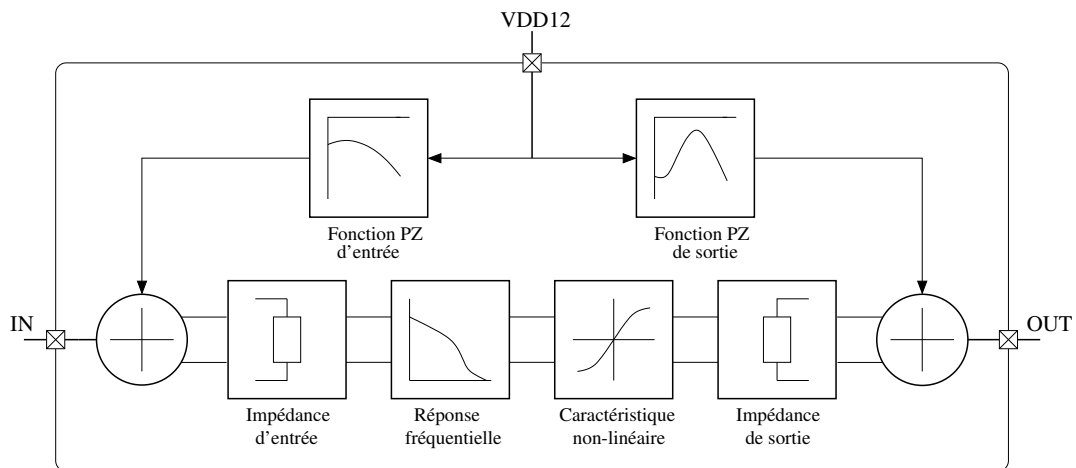 VDD12
Fonction PZ
d'entrée
Fonction PZ
de sortie
IN
OUT
Impédance
d'entrée
Réponse
fréquentielle
Caractéristique
non-linéaire
Impédance
de sortie